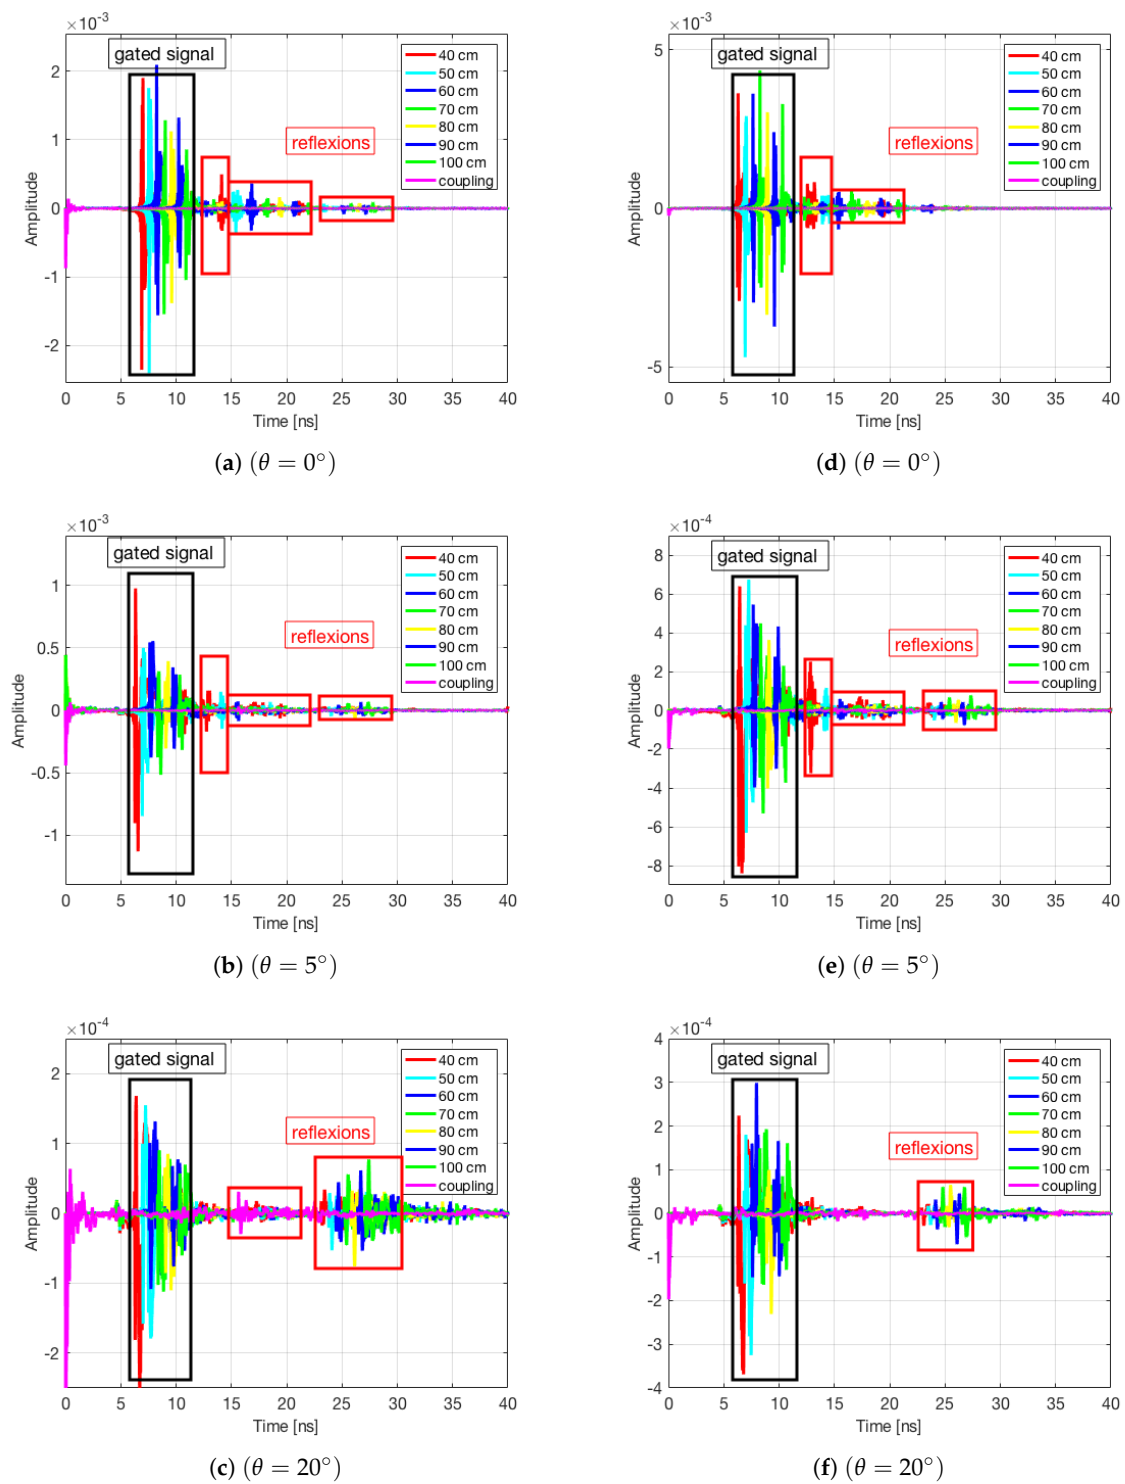 ×10⁻³
gated signal
reflexions
40 cm
50 cm
60 cm
70 cm
80 cm
90 cm
100 cm
coupling
2
1
0
-1
-2
Amplitude
0 5 10 15 20 25 30 35 40
Time [ns]
(a) (θ = 0°)
×10⁻³
gated signal
reflexions
40 cm
50 cm
60 cm
70 cm
80 cm
90 cm
100 cm
coupling
5
0
-5
Amplitude
0 5 10 15 20 25 30 35 40
Time [ns]
(d) (θ = 0°)
×10⁻³
gated signal
reflexions
40 cm
50 cm
60 cm
70 cm
80 cm
90 cm
100 cm
coupling
1
0.5
0
-0.5
-1
Amplitude
0 5 10 15 20 25 30 35 40
Time [ns]
(b) (θ = 5°)
×10⁻⁴
gated signal
reflexions
40 cm
50 cm
60 cm
70 cm
80 cm
90 cm
100 cm
coupling
8
6
4
2
0
-2
-4
-6
-8
Amplitude
0 5 10 15 20 25 30 35 40
Time [ns]
(e) (θ = 5°)
×10⁻⁴
gated signal
reflexions
40 cm
50 cm
60 cm
70 cm
80 cm
90 cm
100 cm
coupling
2
1
0
-1
-2
Amplitude
0 5 10 15 20 25 30 35 40
Time [ns]
(c) (θ = 20°)
×10⁻⁴
gated signal
reflexions
40 cm
50 cm
60 cm
70 cm
80 cm
90 cm
100 cm
coupling
4
3
2
1
0
-1
-2
-3
-4
Amplitude
0 5 10 15 20 25 30 35 40
Time [ns]
(f) (θ = 20°)